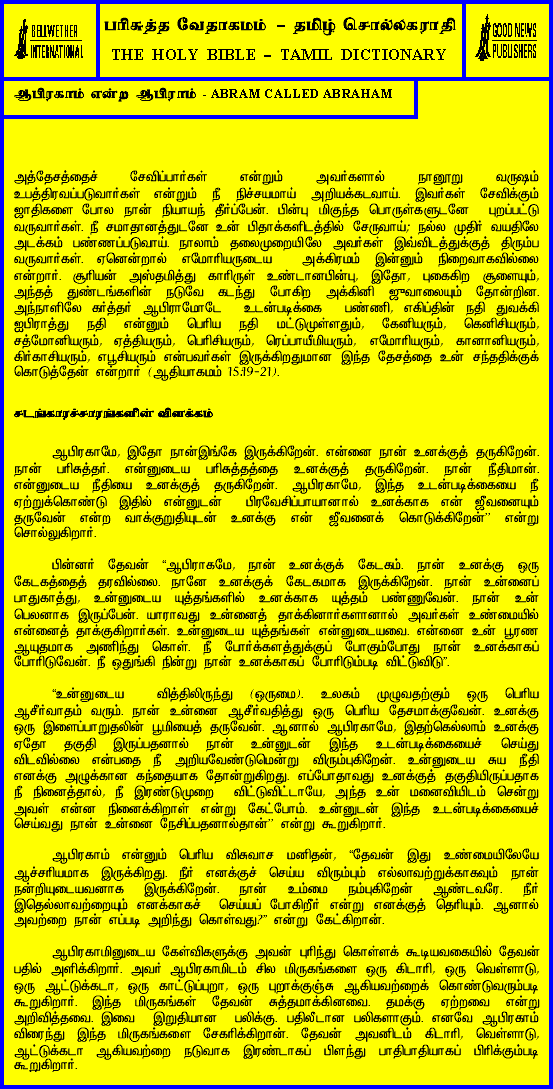 BELLWETHER
INTERNATIONAL
பரிசுத்த வேதாகமம் – தமிழ் சொல்லகராதி
THE HOLY BIBLE – TAMIL DICTIONARY
GOOD NEWS
PUBLISHERS
ஆபிரகாம் என்ற ஆபிராம் - ABRAM CALLED ABRAHAM
அத்தேசத்தைச் சேவிப்பார்கள் என்றும் அவர்களால் நானூறு வருஷம்
உபத்திரவப்படுவார்கள் என்றும் நீ நிச்சயமாய் அறியக்கடவாய். இவர்கள் சேவிக்கும்
ஜாதிகளை போல நான் நியாயந் தீர்ப்பேன். பின்பு மிகுந்த பொருள்களுடனே புறப்பட்டு
வருவார்கள். நீ சமாதானத்துடனே உன் பிதாக்களிடத்தில் சேருவாய்; நல்ல முதிர் வயதிலே
அடக்கம் பண்ணப்படுவாய். நாலாம் தலைமுறையிலே அவர்கள் இவ்விடத்துக்குத் திரும்ப
வருவார்கள். ஏனென்றால் எமோரியருடைய அக்கிரமம் இன்னும் நிறைவாகவில்லை
என்றார். சூரியன் அஸ்தமித்து காரிருள் உண்டானபின்பு, இதோ, புகைகிற சூளையும்,
அந்தத் துண்டங்களின் நடுவே கடந்து போகிற அக்கினி ஜுவாலையும் தோன்றின.
அந்நாளிலே கர்த்தர் ஆபிராமோடே உடன்படிக்கை பண்ணி, எகிப்தின் நதி துவக்கி
ஐபிராத்து நதி என்னும் பெரிய நதி மட்டுமுள்ளதும், கேனியரும், கெனிசியரும்,
சத்மோனியரும், ஏத்தியரும், பெரிசியரும், ரெப்பாயீமியரும், எமோரியரும், கானானியரும்,
கிர்காசியரும், எபூசியரும் என்பவர்கள் இருக்கிறதுமான இந்த தேசத்தை உன் சந்ததிக்குக்
கொடுத்தேன் என்றார் (ஆதியாகமம் 15:19-21).
சடங்காரச்சாரங்களின் விளக்கம்
ஆபிரகாமே, இதோ நான்இங்கே இருக்கிறேன். என்னை நான் உனக்குத் தருகிறேன்.
நான் பரிசுத்தர். என்னுடைய பரிசுத்தத்தை உனக்குத் தருகிறேன். நான் நீதிமான்.
என்னுடைய நீதியை உனக்குத் தருகிறேன். ஆபிரகாமே, இந்த உடன்படிக்கையை நீ
ஏற்றுக்கொண்டு இதில் என்னுடன் பிரவேசிப்பாயானால் உனக்காக என் ஜீவனையும்
தருவேன் என்ற வாக்குறுதியுடன் உனக்கு என் ஜீவனைக் கொடுக்கிறேன்” என்று
சொல்லுகிறார்.
பின்னர் தேவன் “ஆபிராகமே, நான் உனக்குக் கேடகம். நான் உனக்கு ஒரு
கேடகத்தைத் தரவில்லை. நானே உனக்குக் கேடகமாக இருக்கிறேன். நான் உன்னைப்
பாதுகாத்து, உன்னுடைய யுத்தங்களில் உனக்காக யுத்தம் பண்ணுவேன். நான் உன்
பெலனாக இருப்பேன். யாராவது உன்னைத் தாக்கினார்களானால் அவர்கள் உண்மையில்
என்னைத் தாக்குகிறார்கள். உன்னுடைய யுத்தங்கள் என்னுடையவை. என்னை உன் பூரண
ஆயுதமாக அணிந்து கொள். நீ போர்க்களத்துக்குப் போகும்போது நான் உனக்காகப்
போரிடுவேன். நீ ஒதுங்கி நின்று நான் உனக்காகப் போரிடும்படி விட்டுவிடு”.
“உன்னுடைய வித்திலிருந்து (ஒருமை). உலகம் முழுவதற்கும் ஒரு பெரிய
ஆசீர்வாதம் வரும். நான் உன்னை ஆசீர்வதித்து ஒரு பெரிய தேசமாக்குவேன். உனக்கு
ஒரு இளைப்பாறுதலின் பூமியைத் தருவேன். ஆனால் ஆபிரகாமே, இதற்கெல்லாம் உனக்கு
ஏதோ தகுதி இருப்பதனால் நான் உன்னுடன் இந்த உடன்படிக்கையைச் செய்து
விடவில்லை என்பதை நீ அறியவேண்டுமென்று விரும்புகிறேன். உன்னுடைய சுய நீதி
எனக்கு அழுக்கான கந்தையாக தோன்றுகிறது. எப்போதாவது உனக்குத் தகுதியிருப்பதாக
நீ நினைத்தால், நீ இரண்டுமுறை விட்டுவிட்டாயே, அந்த உன் மனைவியிடம் சென்று
அவள் என்ன நினைக்கிறாள் என்று கேட்போம். உன்னுடன் இந்த உடன்படிக்கையைச்
செய்வது நான் உன்னை நேசிப்பதனால்தான்” என்று கூறுகிறார்.
ஆபிரகாம் என்னும் பெரிய விசுவாச மனிதன், “தேவன் இது உண்மையிலேயே
ஆச்சரியமாக இருக்கிறது. நீர் எனக்குச் செய்ய விரும்பும் எல்லாவற்றுக்காகவும் நான்
நன்றியுடையவனாக இருக்கிறேன். நான் உம்மை நம்புகிறேன் ஆண்டவரே. நீர்
இதெல்லாவற்றையும் எனக்காகச் செய்யப் போகிறீர் என்று எனக்குத் தெரியும். ஆனால்
அவற்றை நான் எப்படி அறிந்து கொள்வது?” என்று கேட்கிறான்.
ஆபிரகாமினுடைய கேள்விகளுக்கு அவன் புரிந்து கொள்ளக் கூடியவகையில் தேவன்
பதில் அளிக்கிறார். அவர் ஆபிரகாமிடம் சில மிருகங்களை ஒரு கிடாரி, ஒரு வெள்ளாடு,
ஒரு ஆட்டுக்கடா, ஒரு காட்டுப்புறா, ஒரு புறாக்குஞ்சு ஆகியவற்றைக் கொண்டுவரும்படி
கூறுகிறார். இந்த மிருகங்கள் தேவன் சுத்தமாக்கினவை. தமக்கு ஏற்றவை என்று
அறிவித்தவை. இவை இறுதியான பலிக்கு. பதிலீடான பலிகளாகும். எனவே ஆபிரகாம்
விரைந்து இந்த மிருகங்களை சேகரிக்கிறான். தேவன் அவனிடம் கிடாரி, வெள்ளாடு,
ஆட்டுக்கடா ஆகியவற்றை நடுவாக இரண்டாகப் பிளந்து பாதிபாதியாகப் பிரிக்கும்படி
கூறுகிறார்.